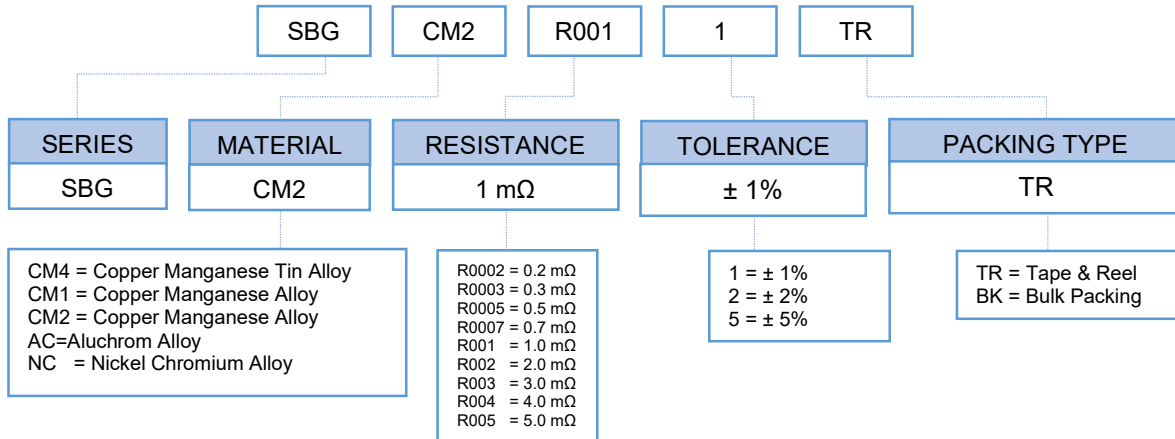 SBG CM2 R001 1 TR
SERIES MATERIAL RESISTANCE TOLERANCE PACKING TYPE
SBG CM2 1 mΩ ± 1% TR
CM4 = Copper Manganese Tin Alloy
CM1 = Copper Manganese Alloy
CM2 = Copper Manganese Alloy
AC=Aluchrom Alloy
NC = Nickel Chromium Alloy
R0002 = 0.2 mΩ
R0003 = 0.3 mΩ
R0005 = 0.5 mΩ
R0007 = 0.7 mΩ
R001 = 1.0 mΩ
R002 = 2.0 mΩ
R003 = 3.0 mΩ
R004 = 4.0 mΩ
R005 = 5.0 mΩ
1 = ± 1%
2 = ± 2%
5 = ± 5%
TR = Tape & Reel
BK = Bulk Packing